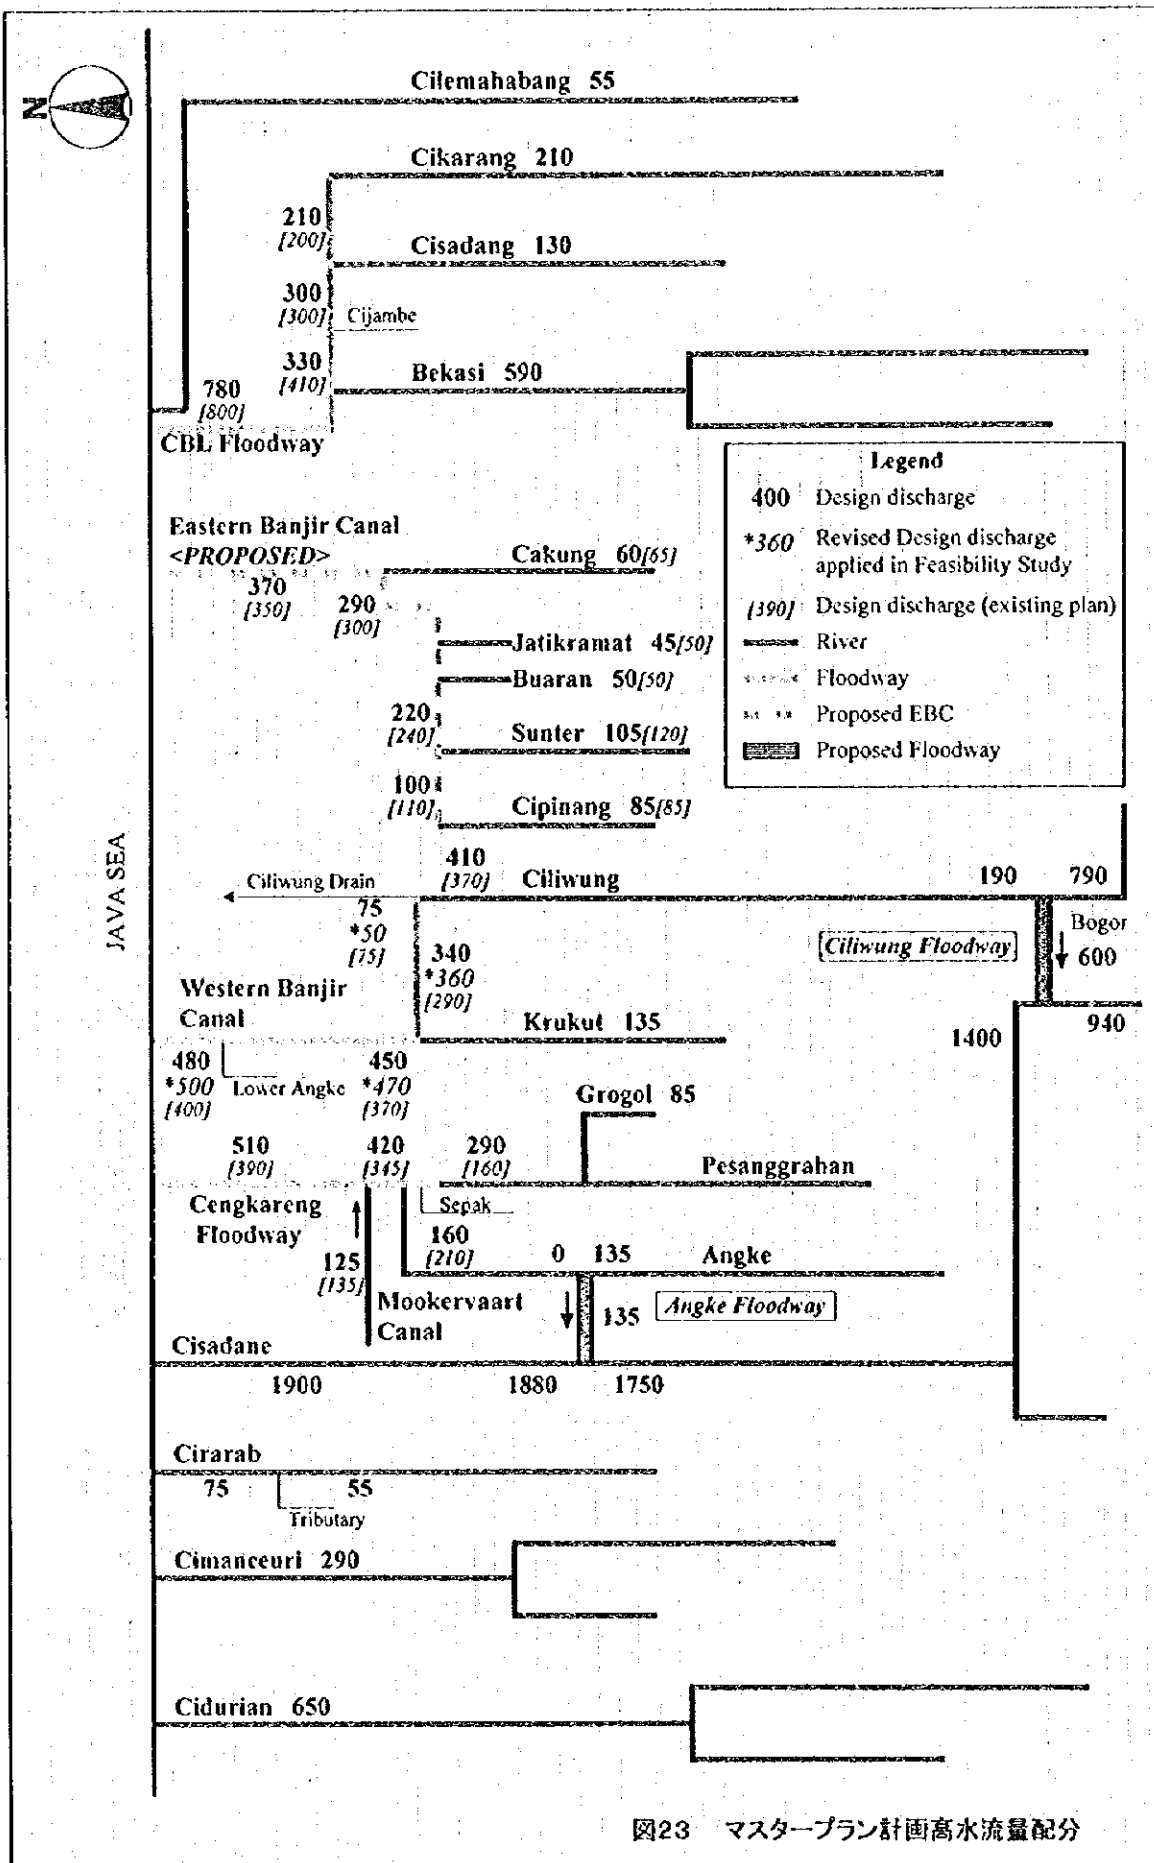 N
Cilemahabang 55
Cikarang 210
210
[200]
Cisadang 130
300
[300]
Cijambe
330
[410]
Bekasi 590
780
[800]
CBL Floodway
Legend
400 Design discharge
*360 Revised Design discharge
applied in Feasibility Study
[390] Design discharge (existing plan)
River
Floodway
Proposed EBC
Proposed Floodway
Eastern Banjir Canal
<PROPOSED>
370
[350]
290
[300]
Cakung 60[65]
Jatikramat 45[50]
Buaran 50[50]
220
[240]
Sunter 105[120]
100
[110]
Cipinang 85[85]
JAVA SEA
410
[370]
Ciliwung Drain
Ciliwung
190
790
75
*50
[75]
340
*360
[290]
Ciliwung Floodway
Bogor
600
Western Banjir
Canal
Krukut 135
1400
940
480
*500
[400]
Lower Angke
450
*470
[370]
Grogol 85
510
[390]
420
[345]
290
[160]
Pesanggrahan
Cengkareng
Floodway
Sepak
160
[210]
0
135
Angke
125
[135]
Mookervaart
Canal
135
Angke Floodway
Cisadane
1900
1880
1750
Cirarab
75
55
Tributary
Cimanceuri 290
Cidurian 650
図23 マスタープラン計画高水流量配分